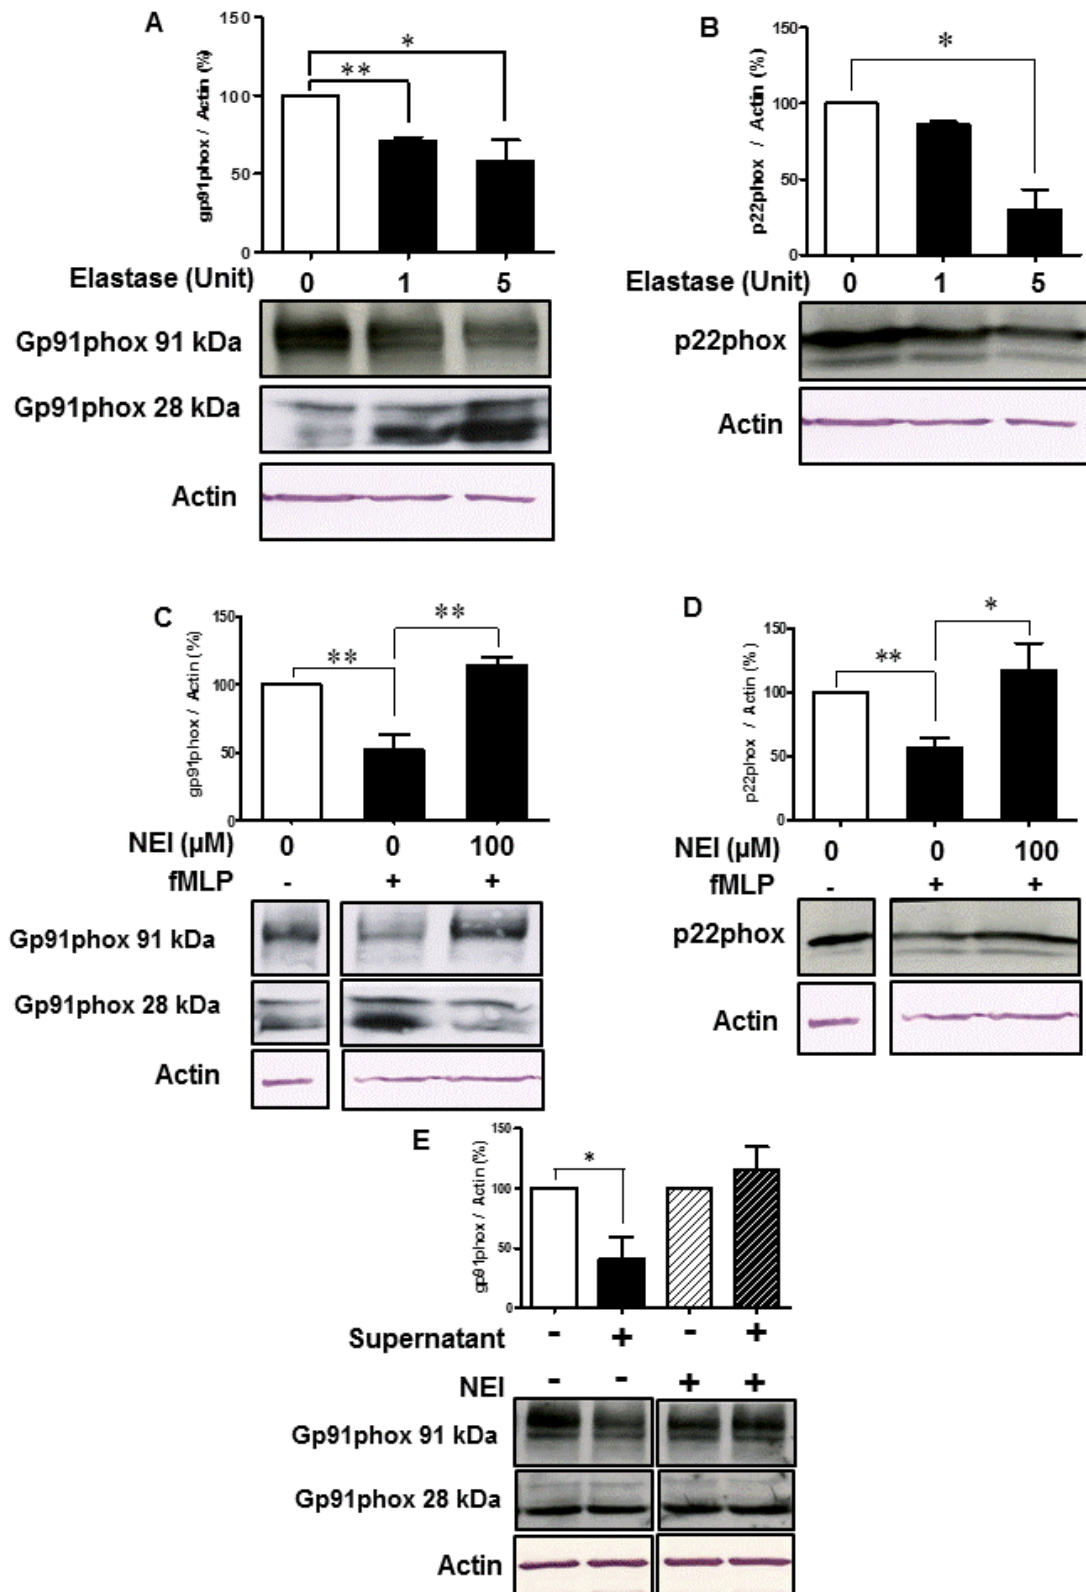 A
gp91phox / Actin (%)
150
100
50
0
*
**
Elastase (Unit) 0 1 5
Gp91phox 91 kDa
Gp91phox 28 kDa
Actin
B
p22phox / Actin (%)
150
100
50
0
*
Elastase (Unit) 0 1 5
p22phox
Actin
C
gp91phox / Actin (%)
150
100
50
0
**
**
NEI (µM) 0 0 100
fMLP - + +
Gp91phox 91 kDa
Gp91phox 28 kDa
Actin
D
p22phox / Actin (%)
150
100
50
0
*
**
NEI (µM) 0 0 100
fMLP - + +
p22phox
Actin
E
gp91phox / Actin (%)
150
100
50
0
*
Supernatant - + - +
NEI - - + +
Gp91phox 91 kDa
Gp91phox 28 kDa
Actin